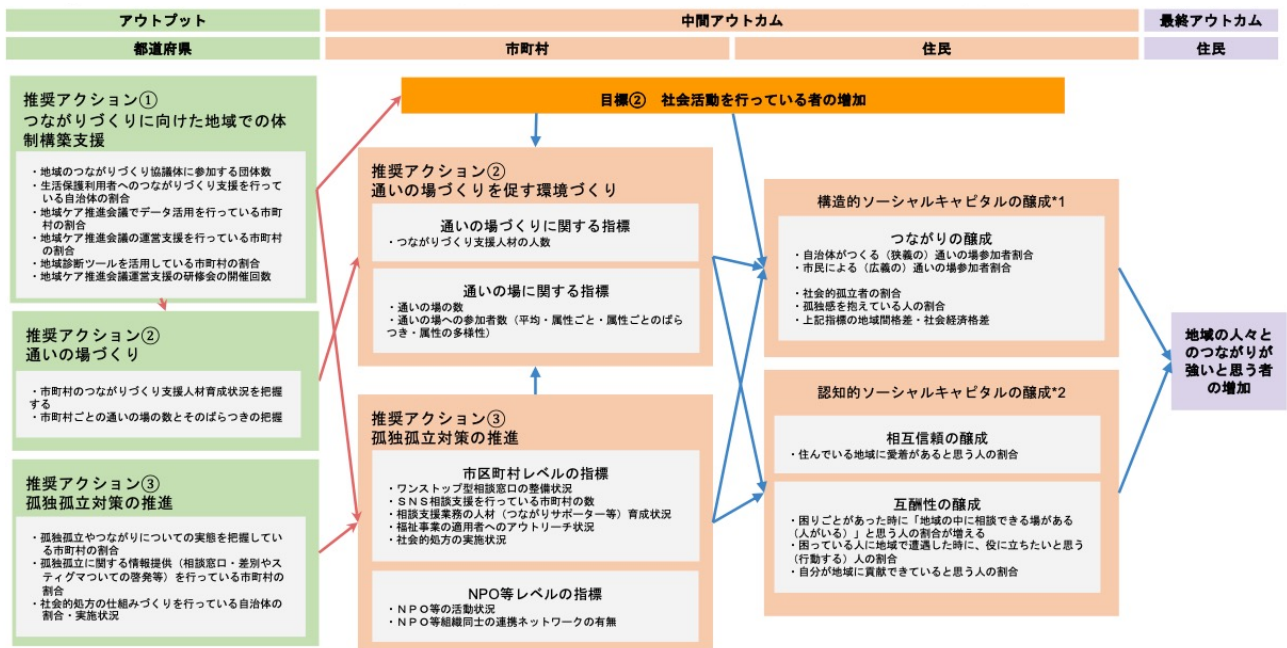 アウトプット
中間アウトカム
最終アウトカム
都道府県
市町村
住民
住民
推奨アクション①
つながりづくりに向けた地域での体
制構築支援
・地域のつながりづくり協議体に参加する団体数
・生活保護利用者へのつながりづくり支援を行って
いる自治体の割合
・地域ケア推進会議でデータ活用を行っている市町
村の割合
・地域ケア推進会議の運営支援を行っている市町村
の割合
・地域診断ツールを活用している市町村の割合
・地域ケア推進会議運営支援の研修会の開催回数
推奨アクション②
通いの場づくり
・市町村のつながりづくり支援人材育成状況を把握
する
・市町村ごとの通いの場の数とそのばらつきの把握
推奨アクション③
孤独孤立対策の推進
・孤独孤立やつながりについての実態を把握してい
る市町村の割合
・孤独孤立に関する情報提供（相談窓口・差別やス
ティグマついての啓発等）を行っている市町村の
割合
・社会的処方の仕組みづくりを行っている自治体の
割合・実施状況
目標②　社会活動を行っている者の増加
推奨アクション②
通いの場づくりを促す環境づくり
通いの場づくりに関する指標
・つながりづくり支援人材の人数
通いの場に関する指標
・通いの場の数
・通いの場への参加者数（平均・属性ごと・属性ごとのばら
つき・属性の多様性）
推奨アクション③
孤独孤立対策の推進
市区町村レベルの指標
・ワンストップ型相談窓口の整備状況
・ＳＮＳ相談支援を行っている市町村の数
・相談支援業務の人材（つながりサポーター等）育成状況
・福祉事業の適用者へのアウトリーチ状況
・社会的処方の実施状況
NPO等レベルの指標
・ＮＰＯ等の活動状況
・ＮＰＯ等組織同士の連携ネットワークの有無
構造的ソーシャルキャピタルの醸成*1
つながりの醸成
・自治体がつくる（狭義の）通いの場参加者割合
・市民による（広義の）通いの場参加者割合
・社会的孤立者の割合
・孤独感を抱えている人の割合
・上記指標の地域間格差・社会経済格差
認知的ソーシャルキャピタルの醸成*2
相互信頼の醸成
・住んでいる地域に愛着があると思う人の割合
互酬性の醸成
・困りごとがあった時に「地域の中に相談できる場がある
（人がいる）」と思う人の割合が増える
・困っている人に地域で遭遇した時に、役に立ちたいと思う
（行動する）人の割合
・自分が地域に貢献できていると思う人の割合
地域の人々と
のつながりが
強いと思う者
の増加